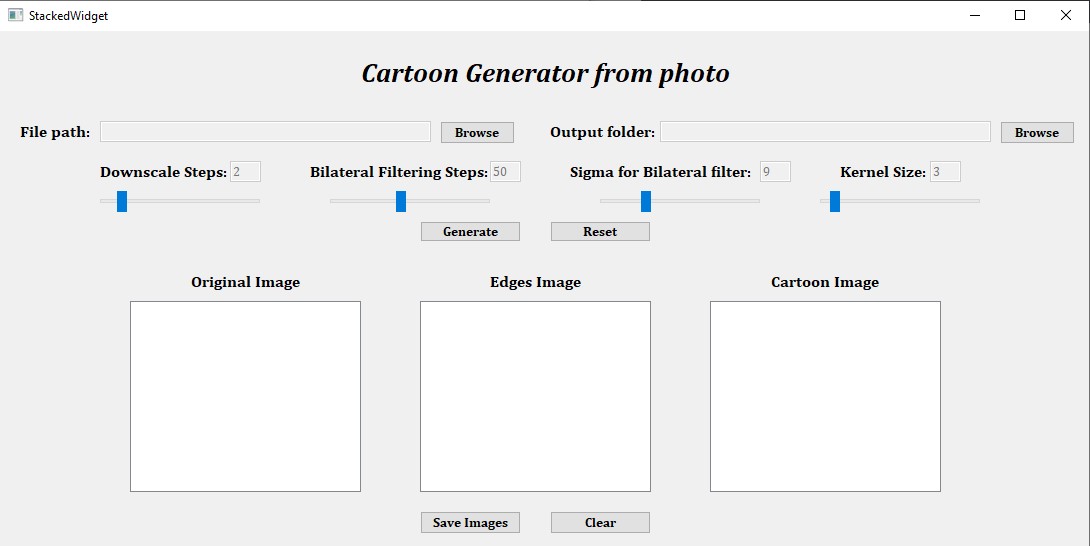 StackedWidget
Cartoon Generator from photo
File path: Browse Output folder: Browse
Downscale Steps: 2 Bilateral Filtering Steps: 50 Sigma for Bilateral filter: 9 Kernel Size: 3
Generate Reset
Original Image Edges Image Cartoon Image
Save Images Clear